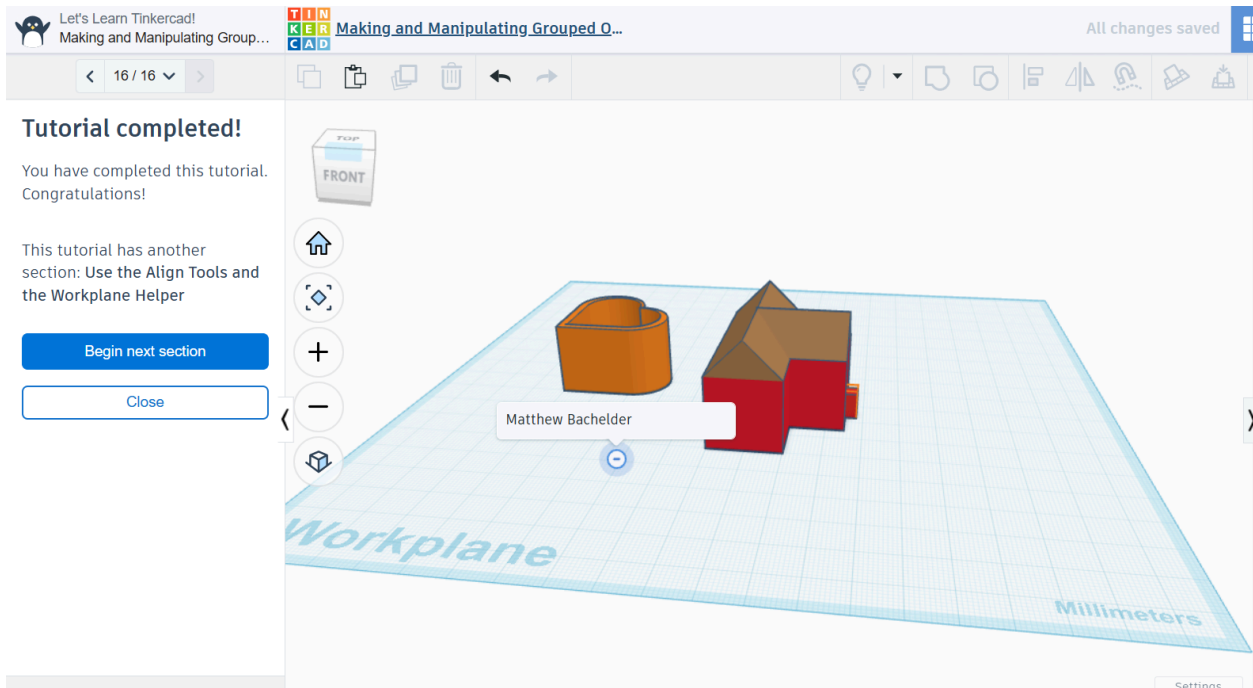 Let's Learn Tinkercad!
Making and Manipulating Group...
TIN
KER
CAD
Making and Manipulating Grouped O...
All changes saved
16 / 16
Tutorial completed!
You have completed this tutorial.
Congratulations!
This tutorial has another
section: Use the Align Tools and
the Workplane Helper
Begin next section
Close
TOP
FRONT
Matthew Bachelder
Workplane
Millimeters
Settings